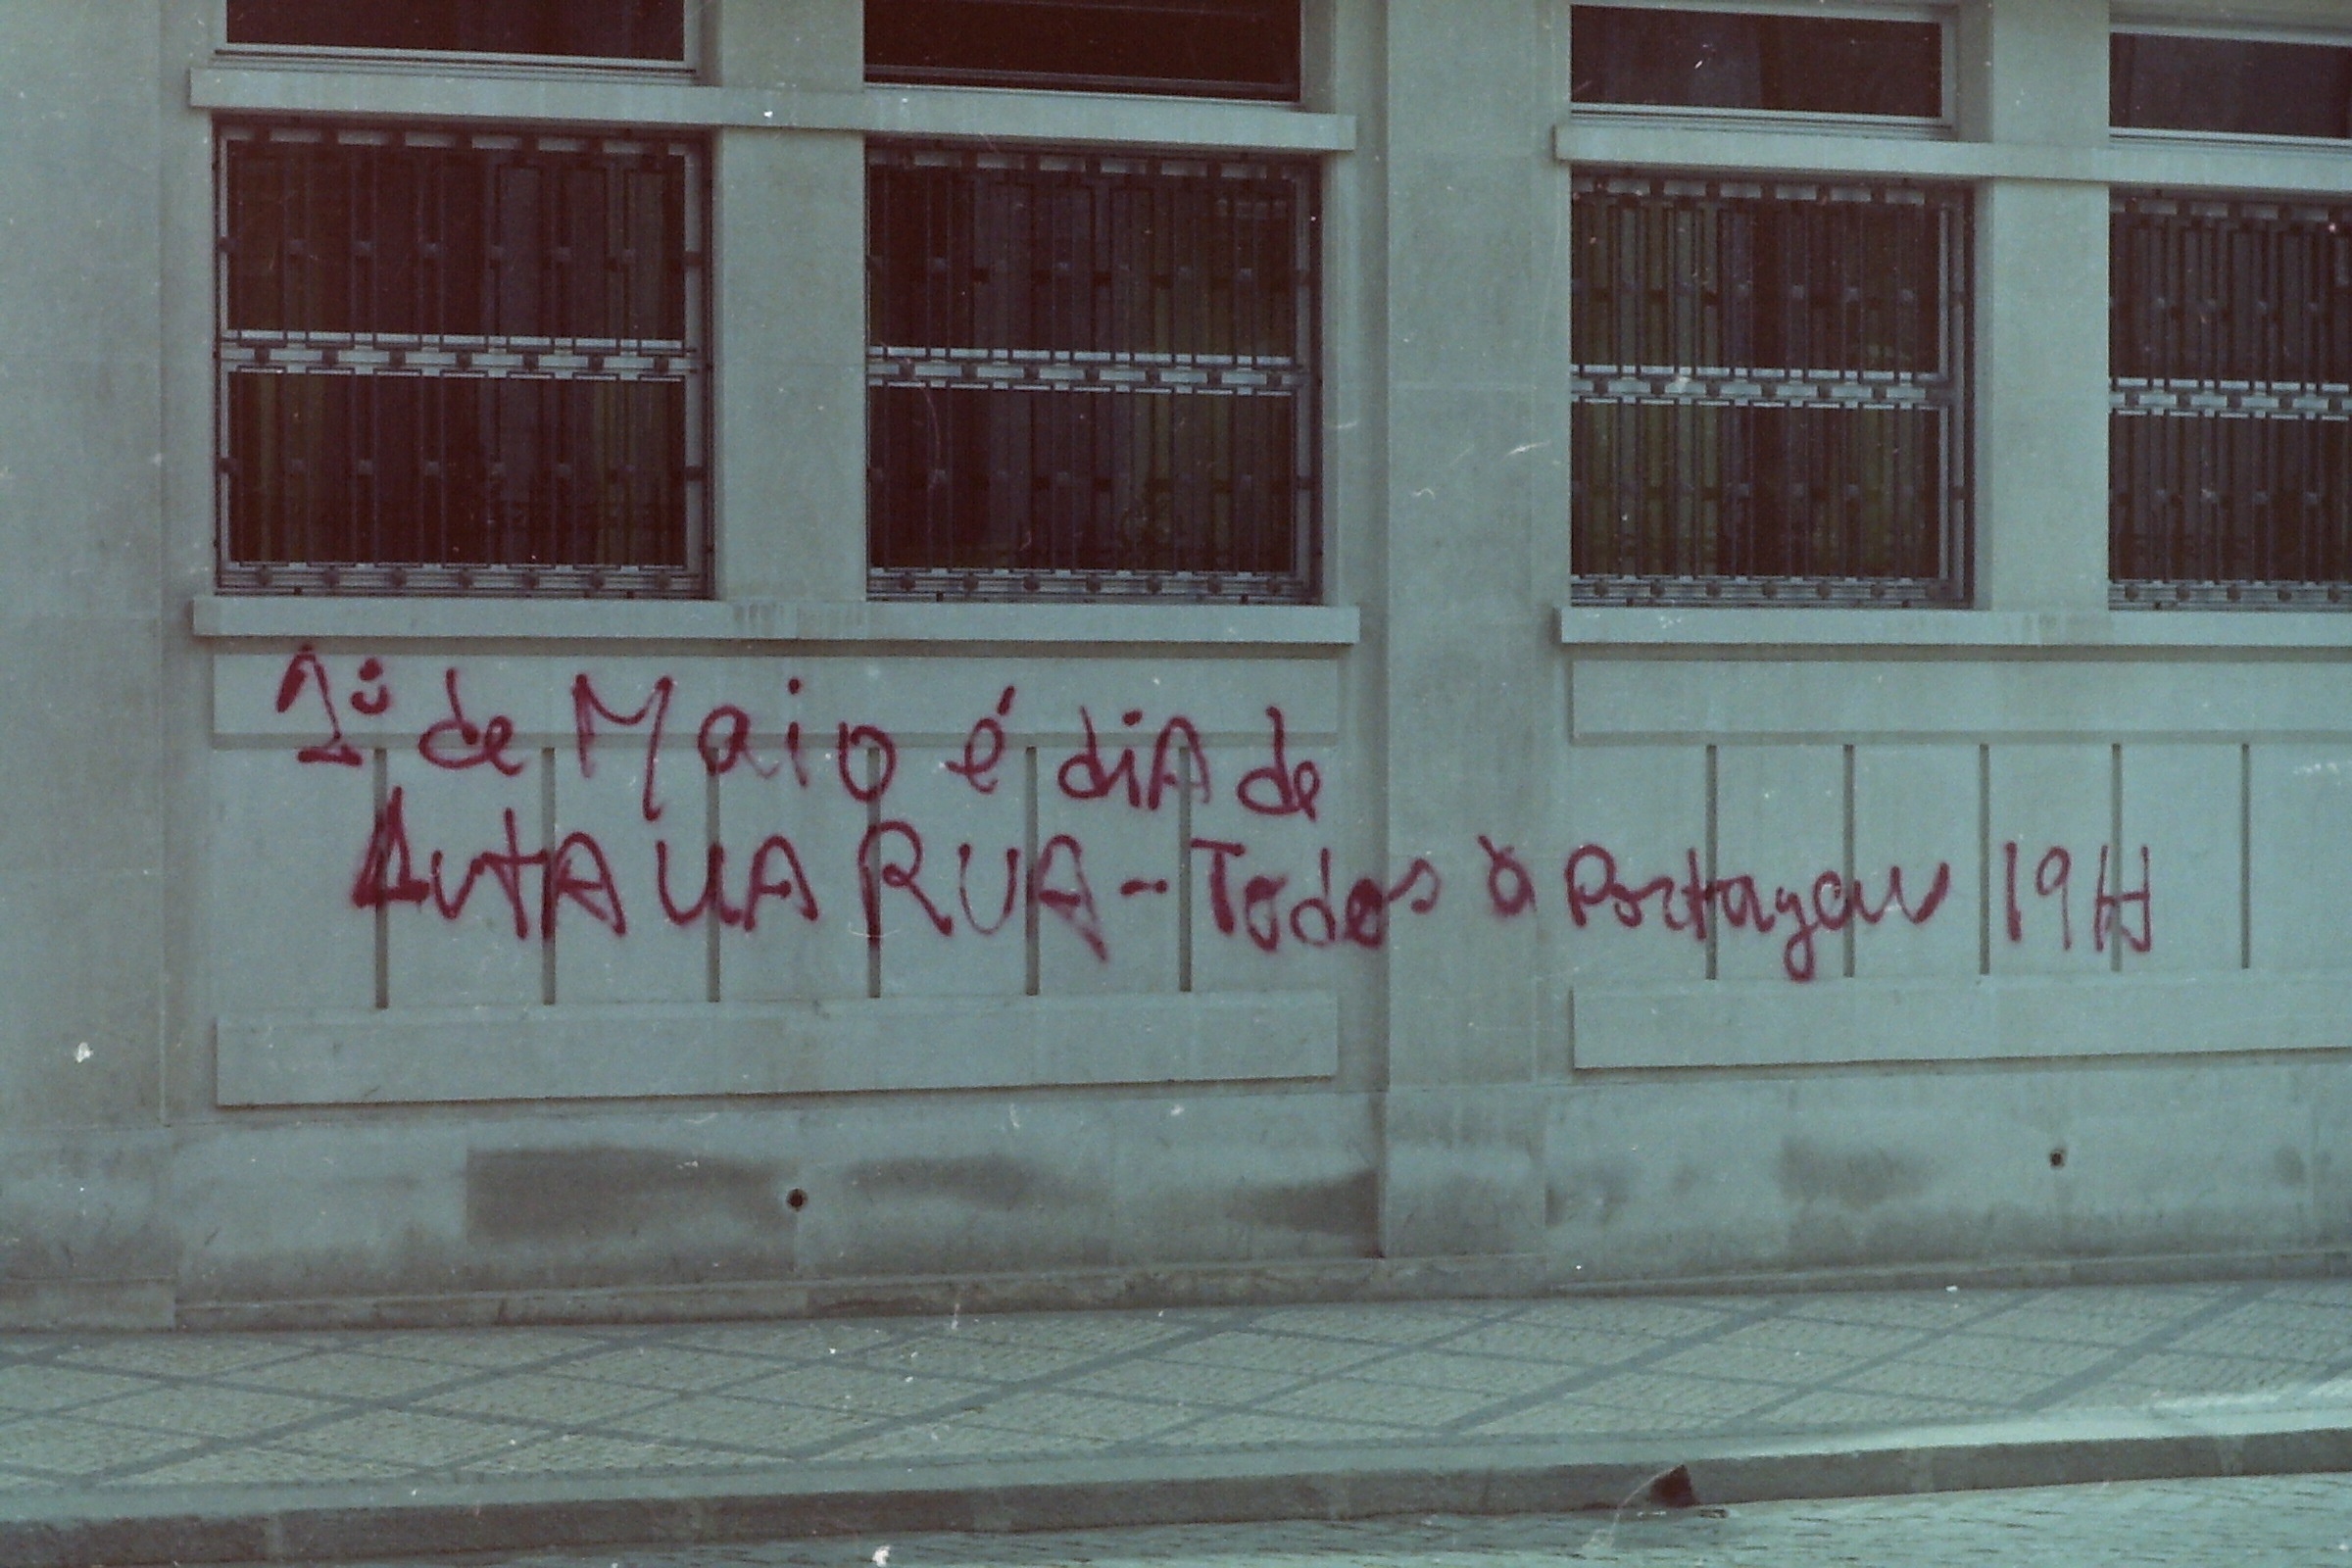 1º de Maio é diA de
LutA NA RUA - Todos à Portagem 19H